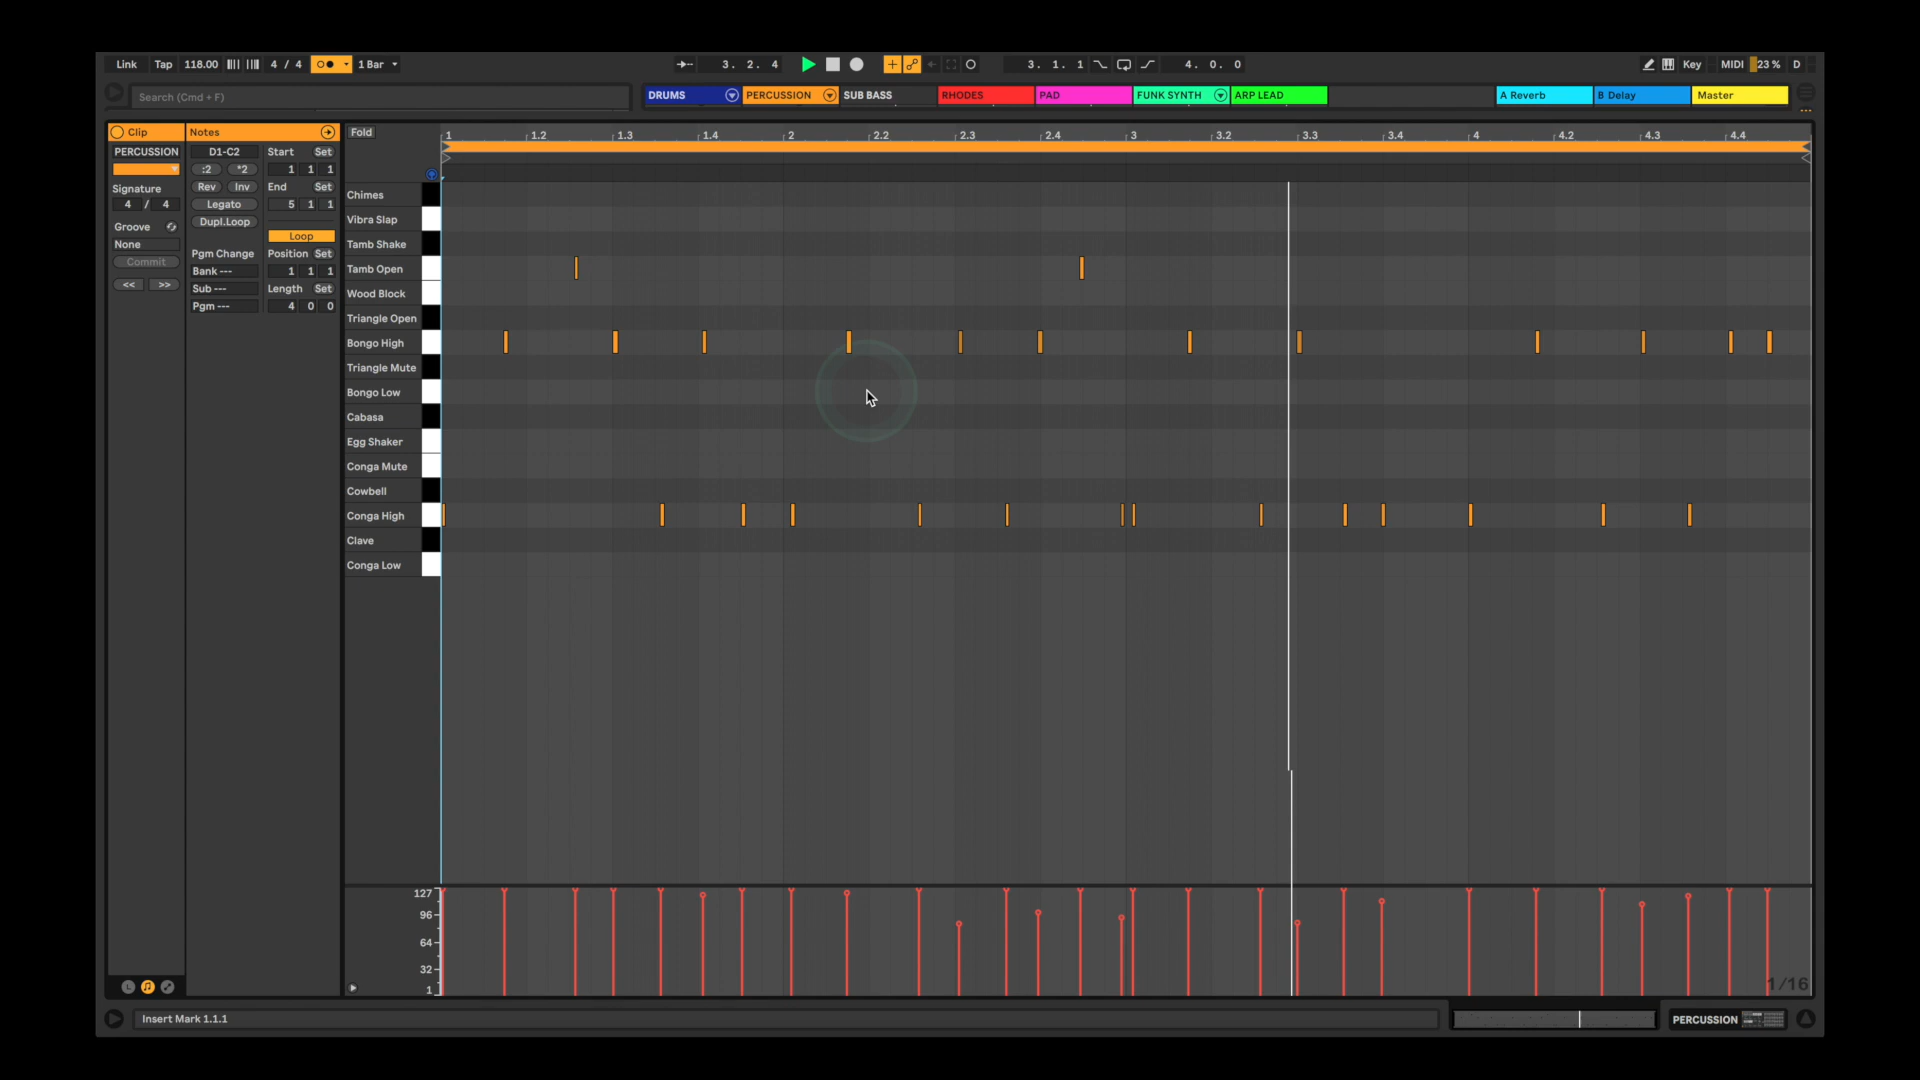 Link Tap 118.00 4 / 4 1 Bar 3. 2. 4 3. 1. 1 4. 0. 0 Key MIDI 23 % D
Search (Cmd + F) DRUMS PERCUSSION SUB BASS RHODES PAD FUNK SYNTH ARP LEAD A Reverb B Delay Master
Clip Notes Fold 1 1.2 1.3 1.4 2 2.2 2.3 2.4 3 3.2 3.3 3.4 4 4.2 4.3 4.4
PERCUSSION D1-C2 Start Set
:2 *2 1 1 1
Signature Rev Inv End Set
4 / 4 Legato 5 1 1
Dupl.Loop
Groove
None Loop
Commit Pgm Change Position Set
Bank --- 1 1 1
<< >> Sub --- Length Set
Pgm --- 4 0 0
Chimes
Vibra Slap
Tamb Shake
Tamb Open
Wood Block
Triangle Open
Bongo High
Triangle Mute
Bongo Low
Cabasa
Egg Shaker
Conga Mute
Cowbell
Conga High
Clave
Conga Low
127
96
64
32
1
1/16
Insert Mark 1.1.1 PERCUSSION